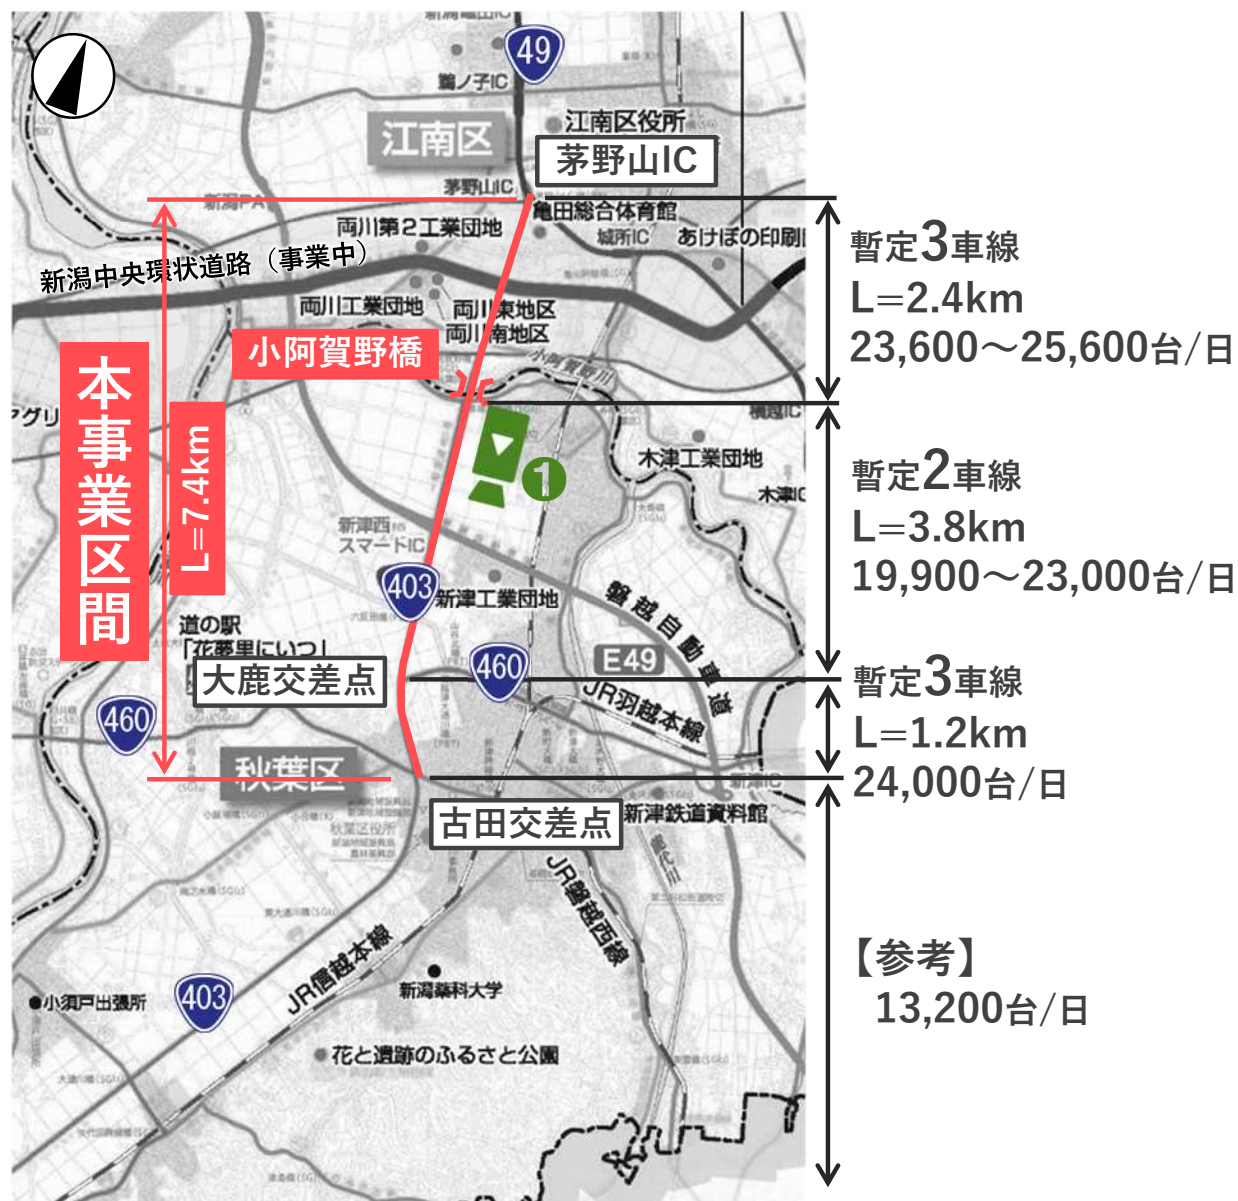 49
鵜ノ子IC
江南区
江南区役所
茅野山IC
茅野山IC
新潟PA
亀田総合体育館
両川第2工業団地
城所IC
あけぼの印刷
新潟中央環状道路（事業中）
両川工業団地
両川東地区
両川南地区
小阿賀野橋
小阿賀野川
横越IC
アグリ
本事業区間
L=7.4km
1
木津工業団地
木津IC
新津西
スマートIC
403
新津工業団地
磐越自動車道
道の駅
「花夢里にいつ」
大鹿交差点
460
E49
JR羽越本線
460
秋葉区
新津IC
古田交差点
新津鉄道資料館
秋葉区役所
能代川
JR磐越西線
JR信越本線
新潟薬科大学
小須戸出張所
403
花と遺跡のふるさと公園
暫定3車線
L=2.4km
23,600～25,600台/日
暫定2車線
L=3.8km
19,900～23,000台/日
暫定3車線
L=1.2km
24,000台/日
【参考】
13,200台/日